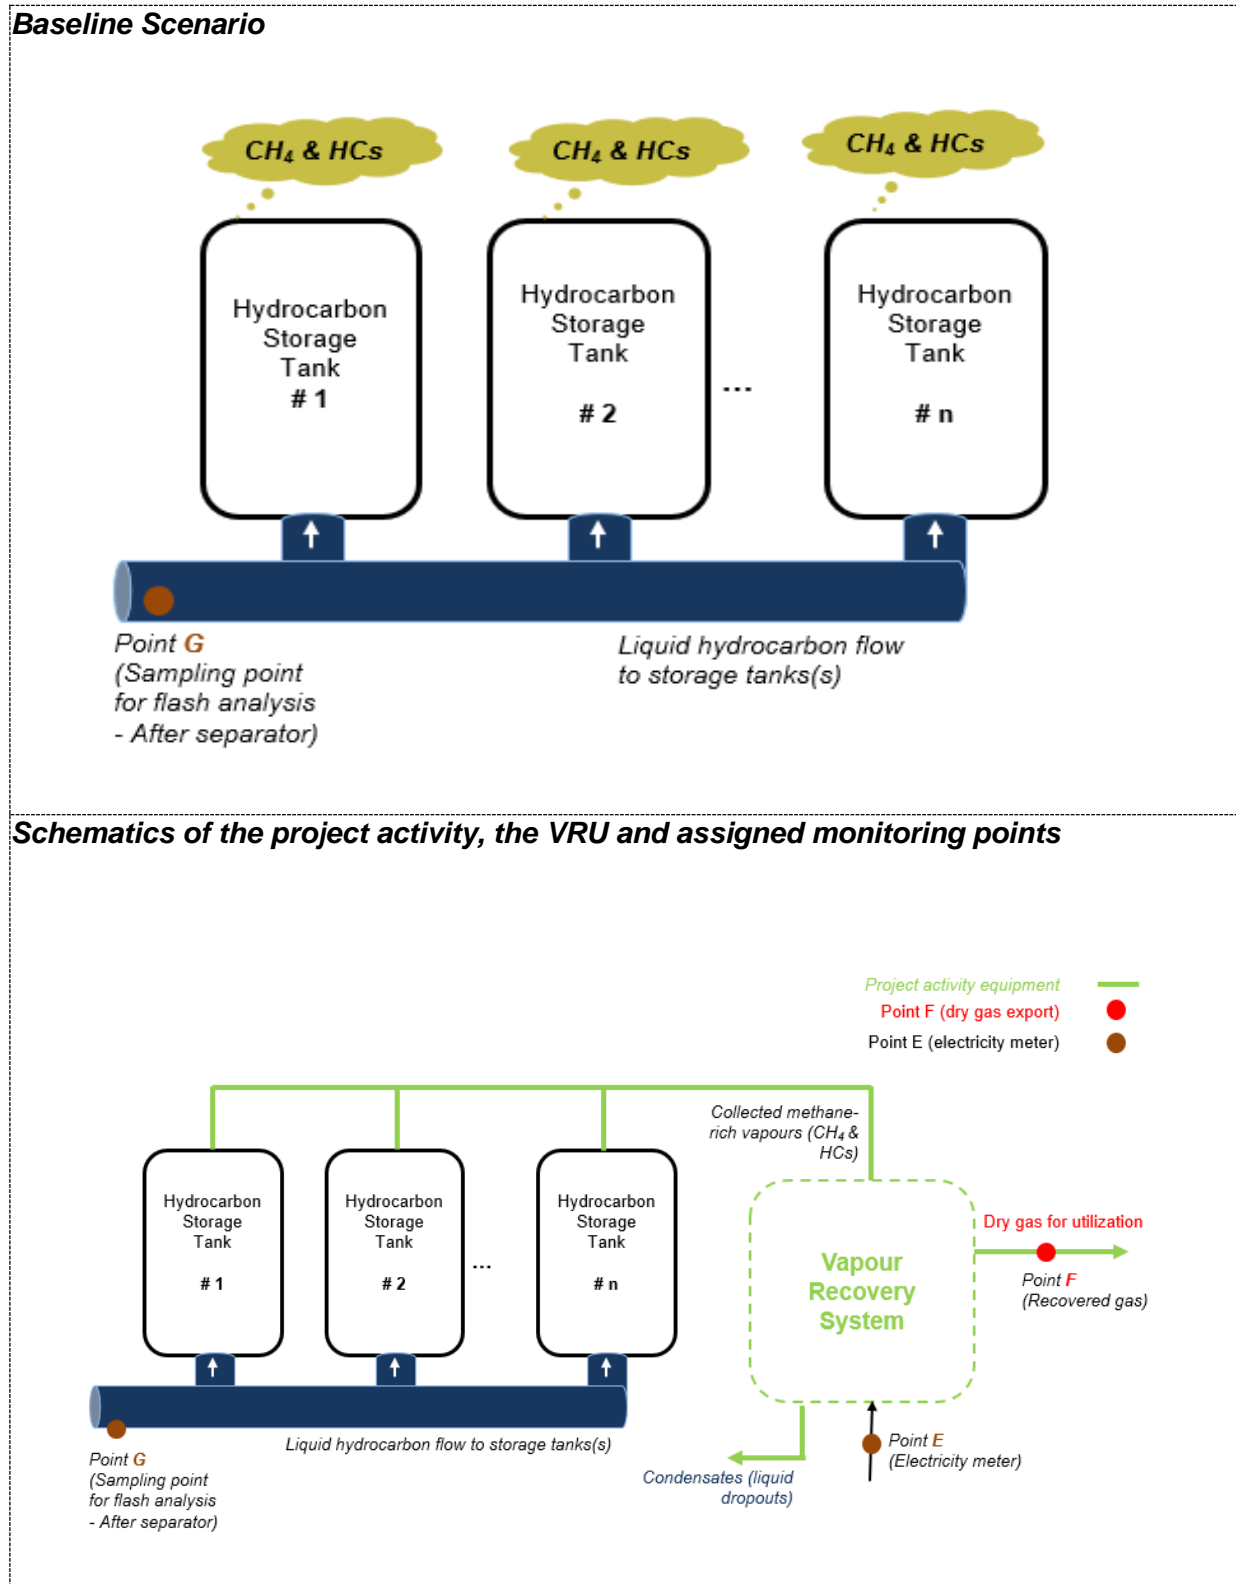 Baseline Scenario
CH₄ & HCs
CH₄ & HCs
CH₄ & HCs
Hydrocarbon
Storage
Tank
# 1
Hydrocarbon
Storage
Tank
# 2
...
Hydrocarbon
Storage
Tank
# n
Point G
(Sampling point
for flash analysis
- After separator)
Liquid hydrocarbon flow
to storage tanks(s)
Schematics of the project activity, the VRU and assigned monitoring points
Project activity equipment
Point F (dry gas export)
Point E (electricity meter)
Collected methane-
rich vapours (CH₄ &
HCs)
Hydrocarbon
Storage
Tank
# 1
Hydrocarbon
Storage
Tank
# 2
...
Hydrocarbon
Storage
Tank
# n
Vapour
Recovery
System
Dry gas for utilization
Point F
(Recovered gas)
Liquid hydrocarbon flow to storage tanks(s)
Point G
(Sampling point
for flash analysis
- After separator)
Condensates (liquid
dropouts)
Point E
(Electricity meter)